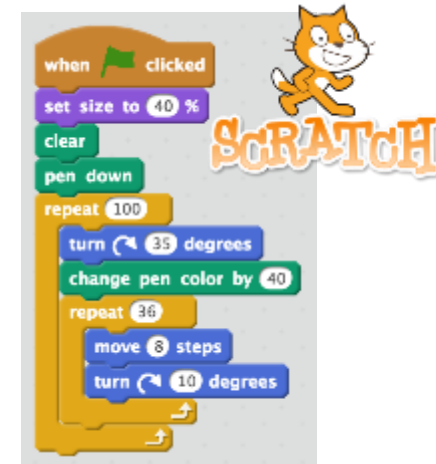 when clicked
set size to 40 %
SCRATCH
clear
pen down
repeat 100
turn 35 degrees
change pen color by 40
repeat 36
move 8 steps
turn 10 degrees